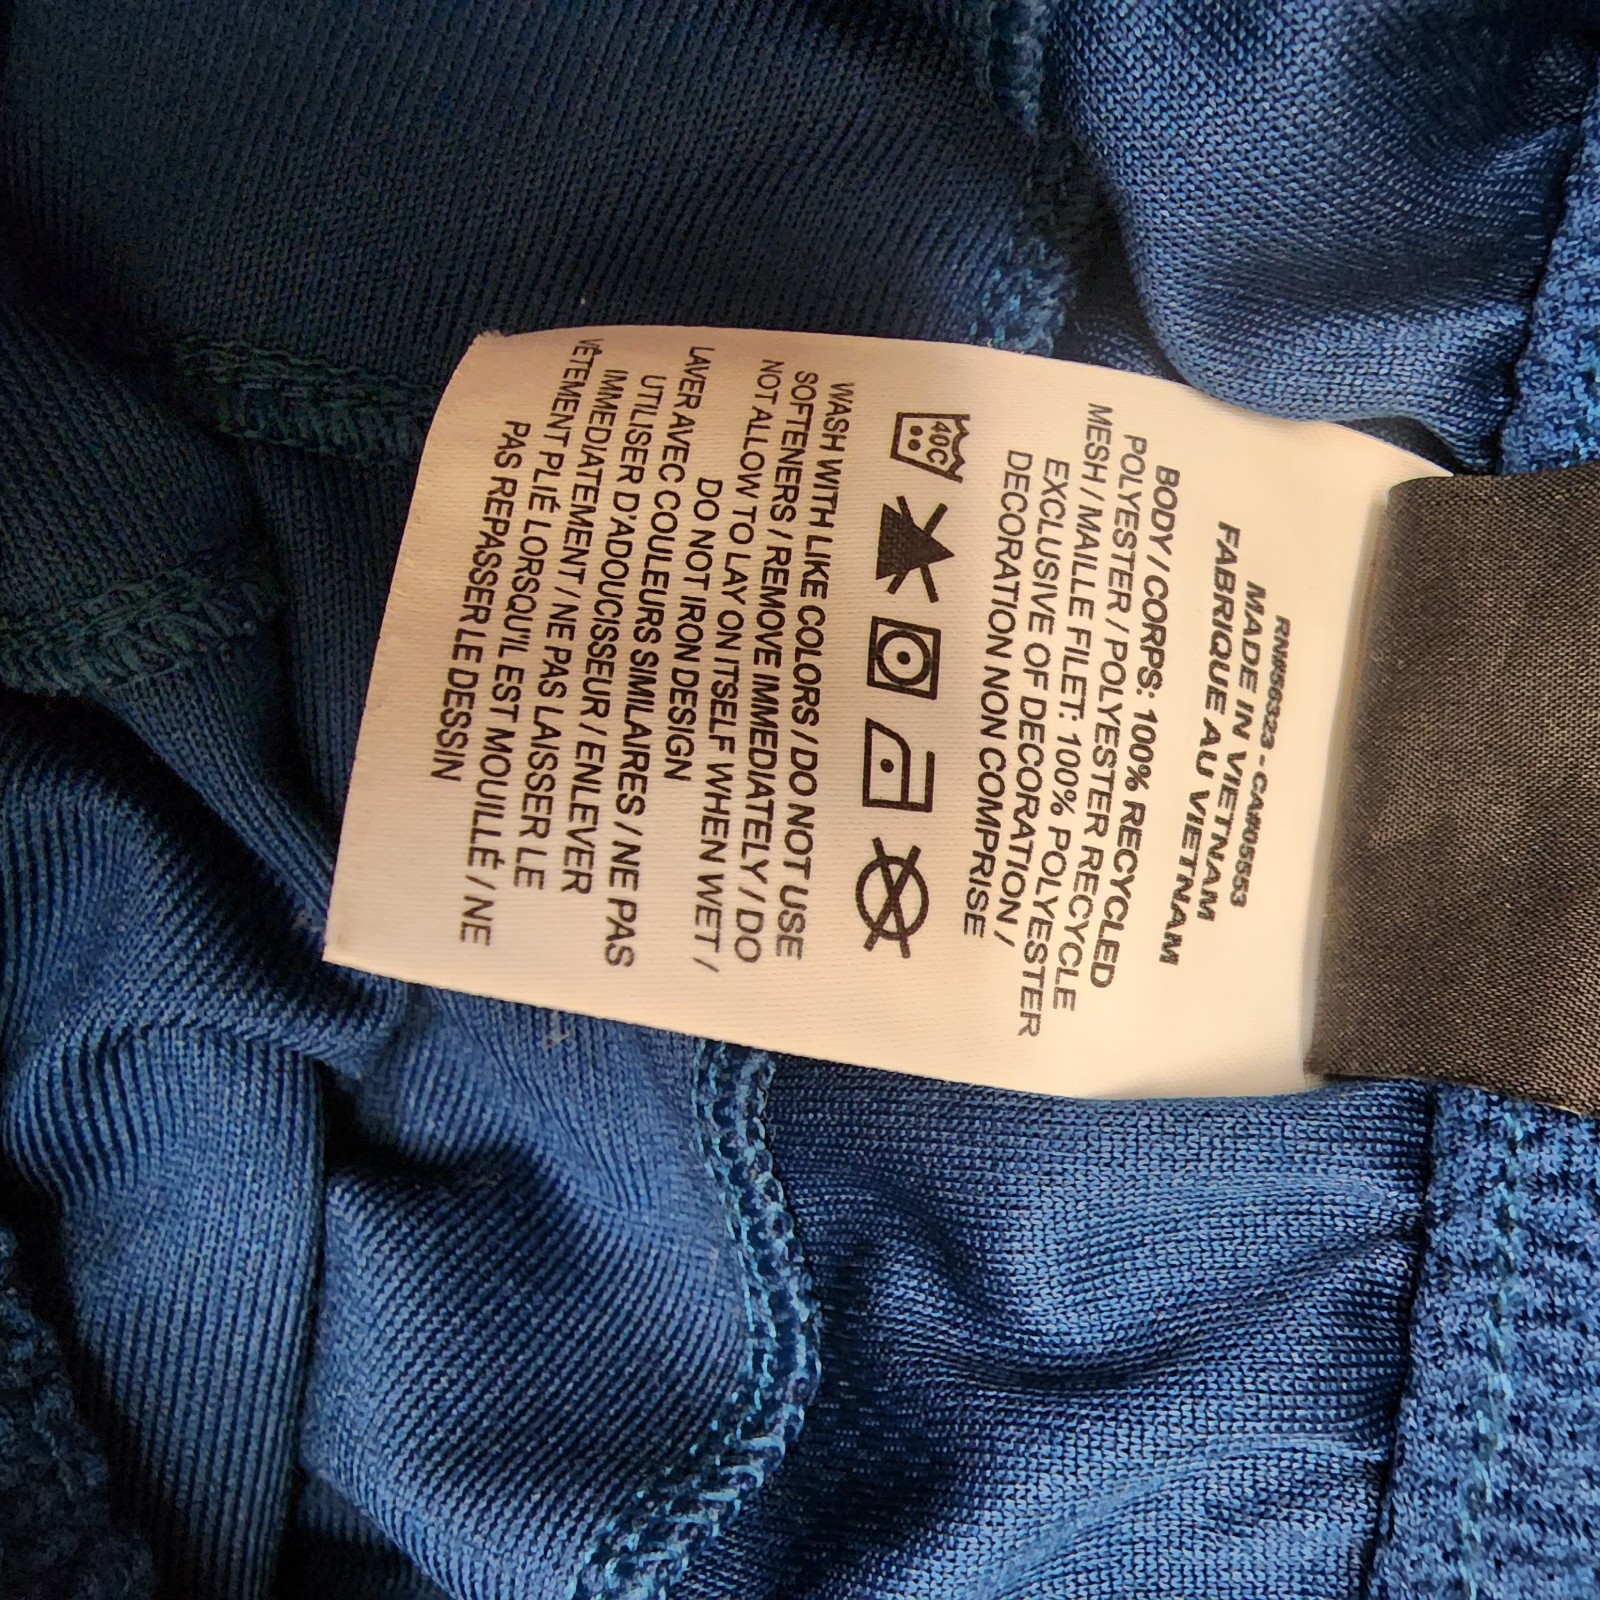 RN#56323 - CA#05553
MADE IN VIETNAM
FABRIQUE AU VIETNAM
BODY / CORPS: 100% RECYCLED
POLYESTER / POLYESTER RECYCLE
MESH / MAILLE FILET: 100% POLYESTER
EXCLUSIVE OF DECORATION /
DECORATION NON COMPRISE
40C
WASH WITH LIKE COLORS / DO NOT USE
SOFTENERS / REMOVE IMMEDIATELY / DO
NOT ALLOW TO LAY ON ITSELF WHEN WET /
DO NOT IRON DESIGN
LAVER AVEC COULEURS SIMILAIRES / NE PAS
UTILISER D'ADOUCISSEUR / ENLEVER
IMMEDIATEMENT / NE PAS LAISSER LE
VÊTEMENT PLIÉ LORSQU'IL EST MOUILLÉ / NE
PAS REPASSER LE DESSIN